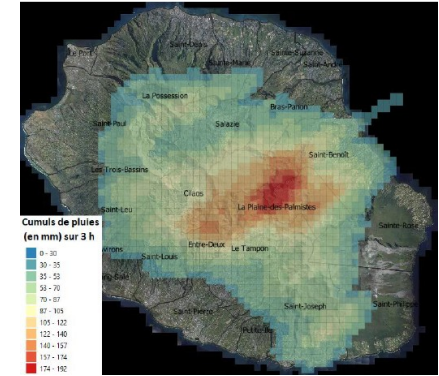 Saint-Denis
Le Port
Sainte-Marie
Sainte-Suzanne
Saint-André
La Possession
Bras-Panon
Saint-Paul
Salazie
Saint-Benoît
Les Trois-Bassins
Cilaos
La Plaine-des-Palmistes
Saint-Leu
Sainte-Rose
Cumuls de pluies
(en mm) sur 3 h
Entre-Deux
Le Tampon
Saint-Louis
Saint-Pierre
Saint-Joseph
Saint-Philippe
0 - 30
30 - 35
35 - 53
53 - 70
70 - 87
87 - 105
105 - 122
122 - 140
140 - 157
157 - 174
174 - 192